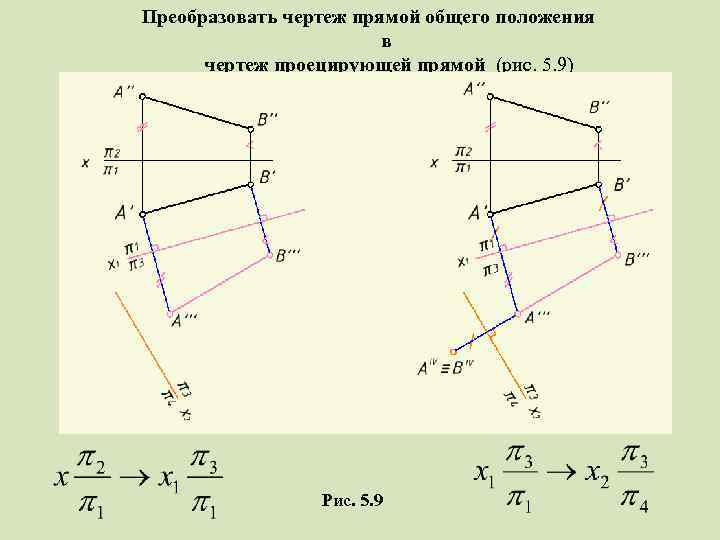 Преобразовать чертеж прямой общего положения
в
чертеж проецирующей прямой (рис. 5.9)
A'' A''
B'' B''
x π2/π1 x π2/π1
B' B'
A' A'
x1 π1/π3 x1 π1/π3
B''' B'''
A''' A'''
A^IV ≡ B^IV
π3/π4 x2 π3/π4 x2
x π2/π1 → x1 π3/π1 x1 π3/π1 → x2 π3/π4
Рис. 5.9